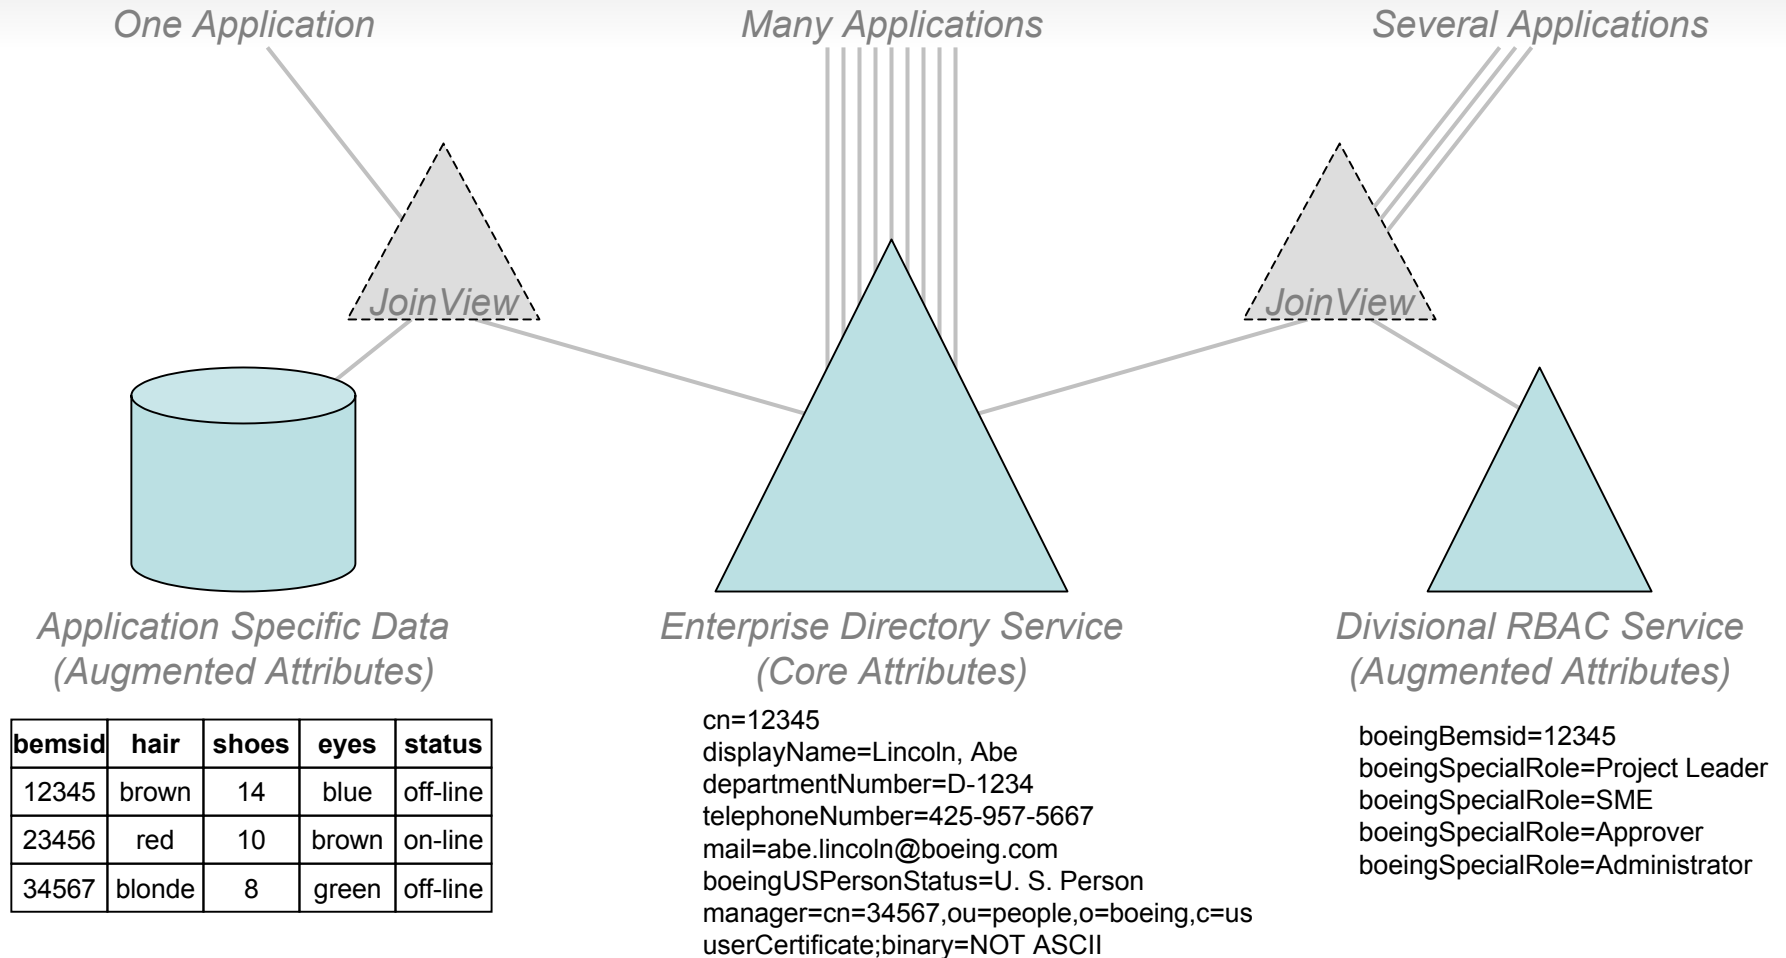 One Application
Many Applications
Several Applications
JoinView
JoinView
Application Specific Data
(Augmented Attributes)
Enterprise Directory Service
(Core Attributes)
Divisional RBAC Service
(Augmented Attributes)
bemsid hair shoes eyes status
12345 brown 14 blue off-line
23456 red 10 brown on-line
34567 blonde 8 green off-line
cn=12345
displayName=Lincoln, Abe
departmentNumber=D-1234
telephoneNumber=425-957-5667
mail=abe.lincoln@boeing.com
boeingUSPersonStatus=U. S. Person
manager=cn=34567,ou=people,o=boeing,c=us
userCertificate;binary=NOT ASCII
boeingBemsid=12345
boeingSpecialRole=Project Leader
boeingSpecialRole=SME
boeingSpecialRole=Approver
boeingSpecialRole=Administrator